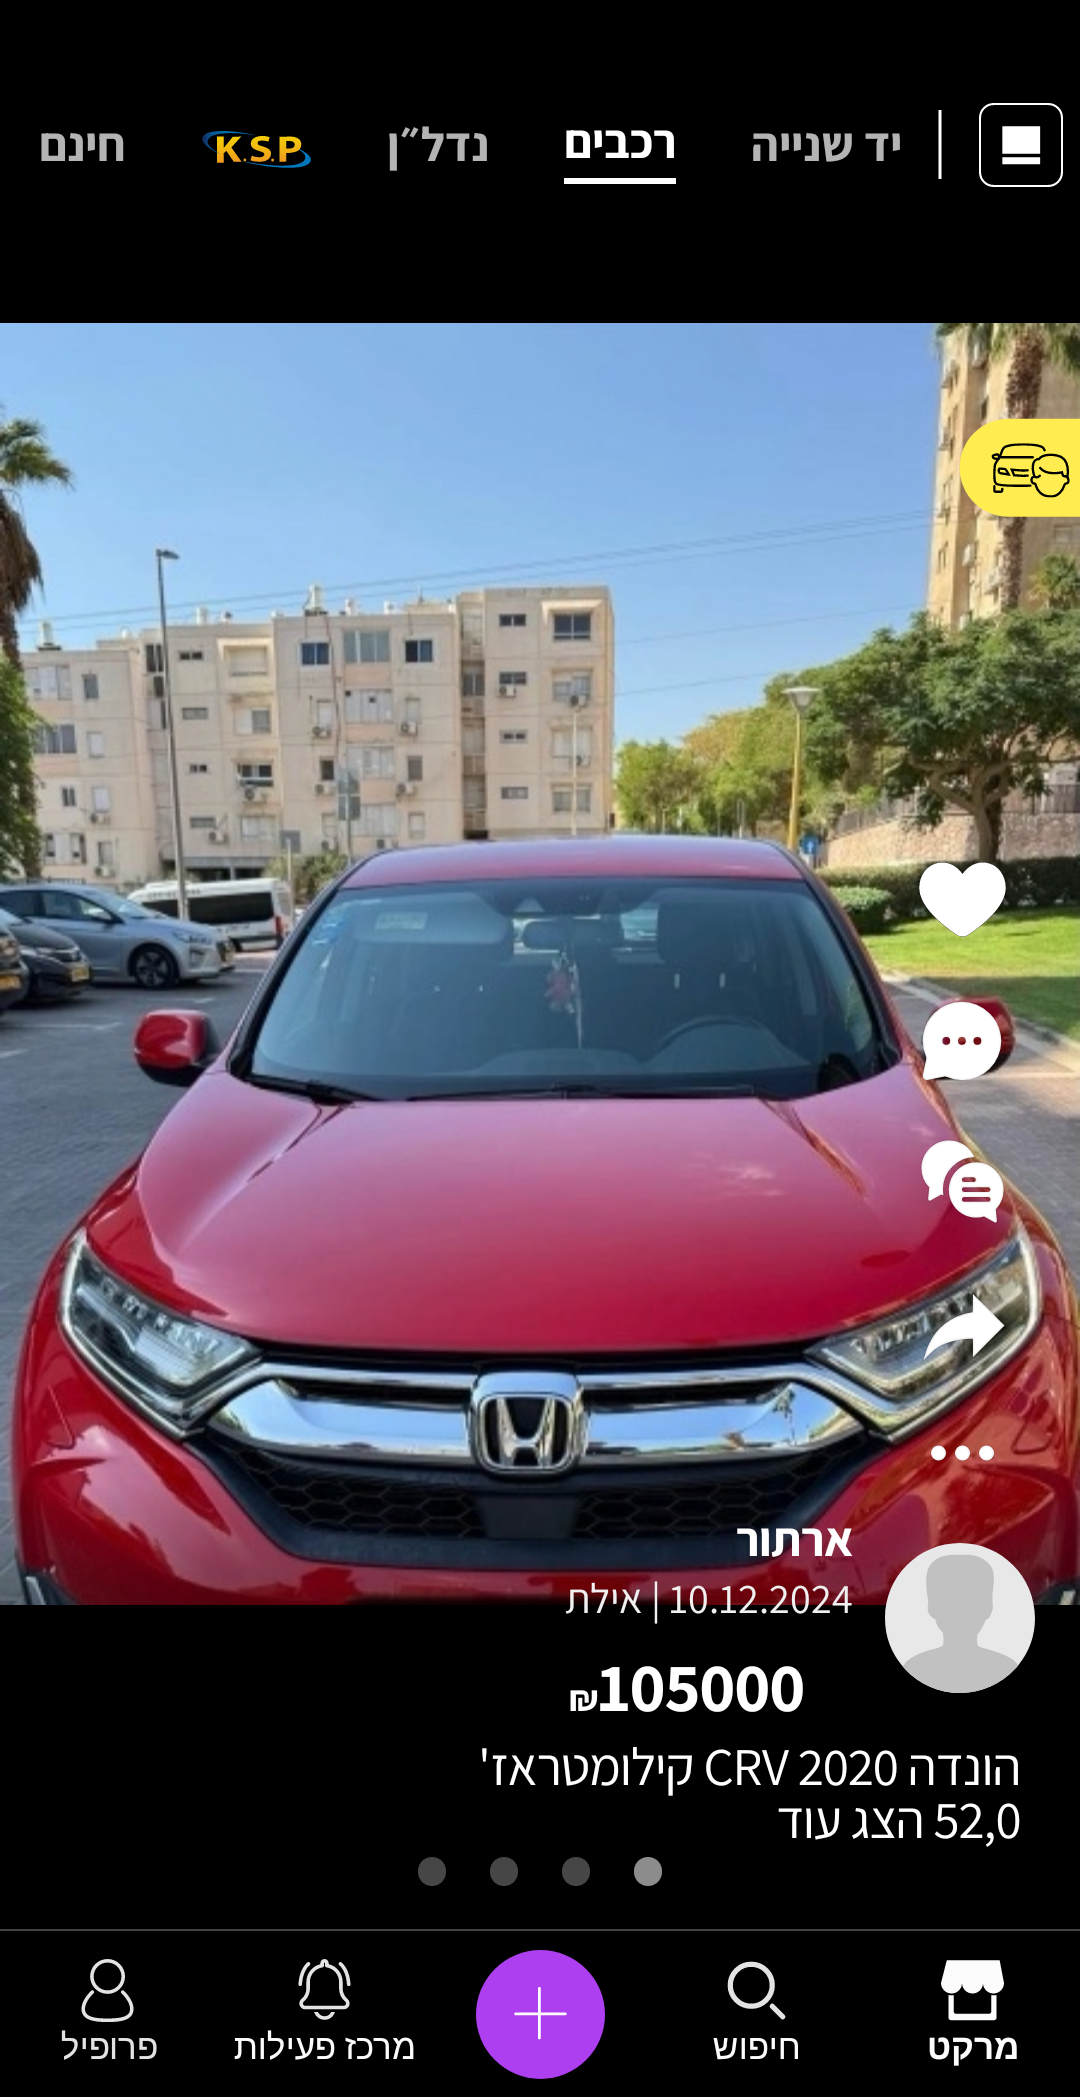 יד שנייה
רכבים
נדל״ן
K.S.P
חינם
ארתור
10.12.2024 | אילת
105000₪
הונדה CRV 2020 קילומטראז'
52,0 הצג עוד
מרקט
חיפוש
מרכז פעילות
פרופיל